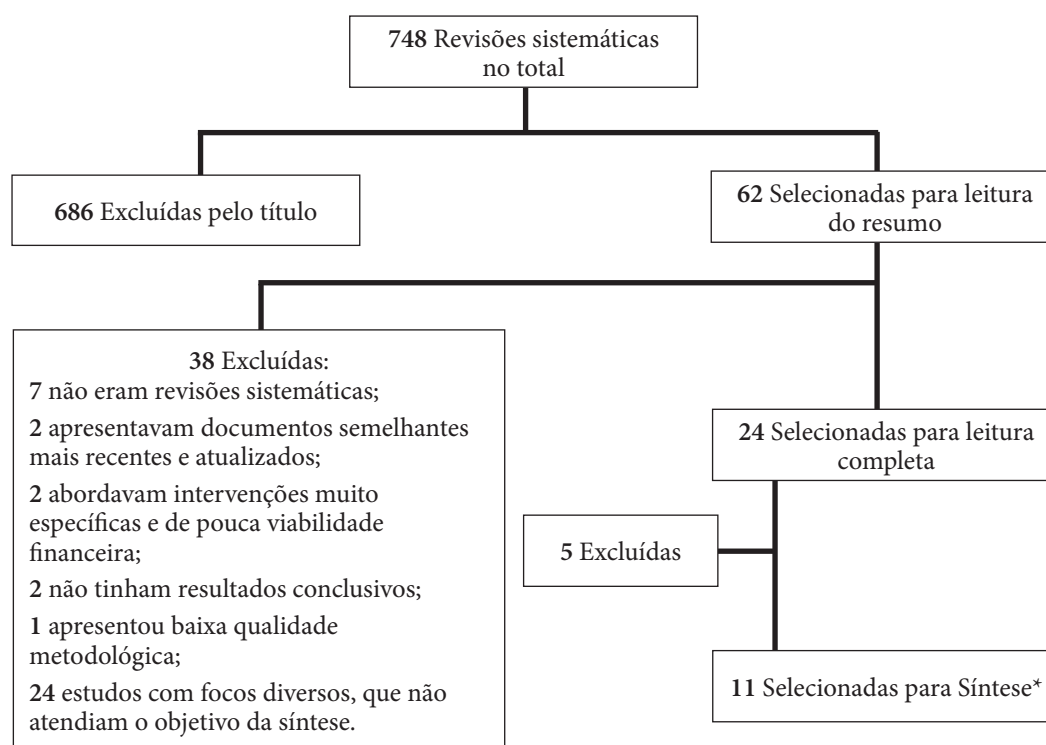 748 Revisões sistemáticas
no total
686 Excluídas pelo título
62 Selecionadas para leitura
do resumo
38 Excluídas:
7 não eram revisões sistemáticas;
2 apresentavam documentos semelhantes
mais recentes e atualizados;
2 abordavam intervenções muito
específicas e de pouca viabilidade
financeira;
2 não tinham resultados conclusivos;
1 apresentou baixa qualidade
metodológica;
24 estudos com focos diversos, que não
atendiam o objetivo da síntese.
24 Selecionadas para leitura
completa
5 Excluídas
11 Selecionadas para Síntese*